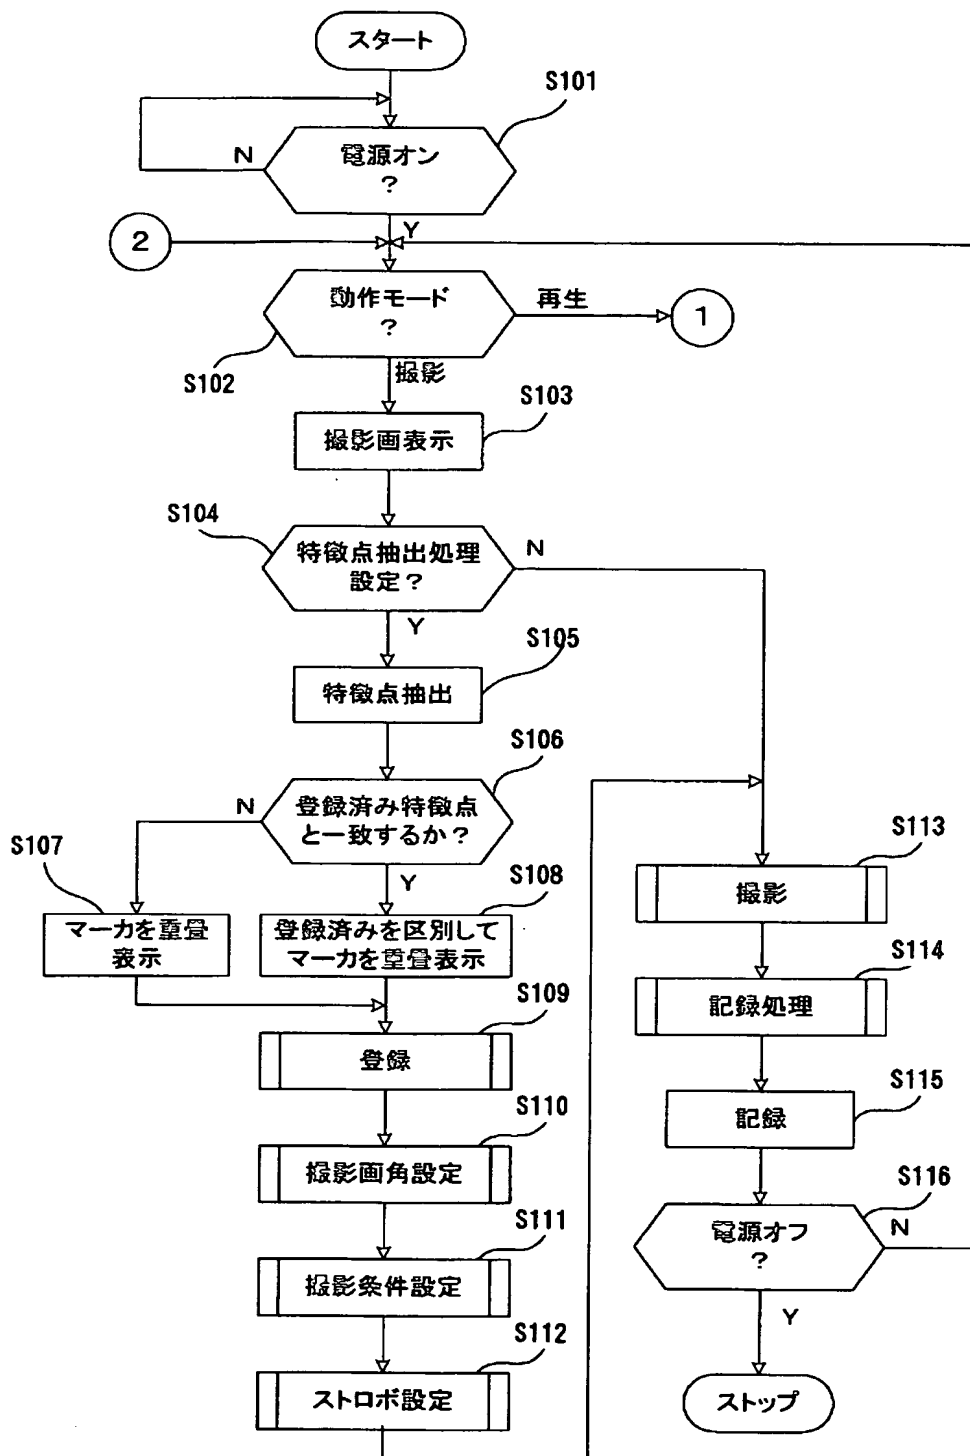 スタート
S101
電源オン
?
N
Y
2
動作モード
?
再生
1
S102
撮影
S103
撮影画表示
S104
特徴点抽出処理
設定?
N
Y
S105
特徴点抽出
S106
登録済み特徴点
と一致するか?
N
Y
S107
マーカを重畳
表示
S108
登録済みを区別して
マーカを重畳表示
S109
登録
S110
撮影画角設定
S111
撮影条件設定
S112
ストロボ設定
S113
撮影
S114
記録処理
S115
記録
S116
電源オフ
?
N
Y
ストップ